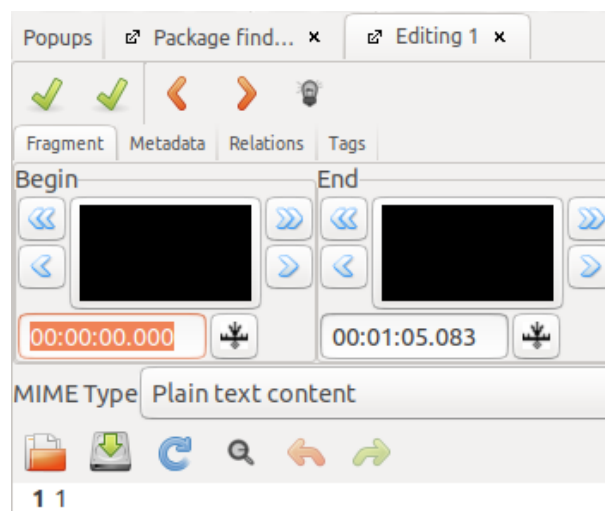 Popups Package find... × Editing 1 ×
Fragment Metadata Relations Tags
Begin End
00:00:00.000 00:01:05.083
MIME Type Plain text content
1 1